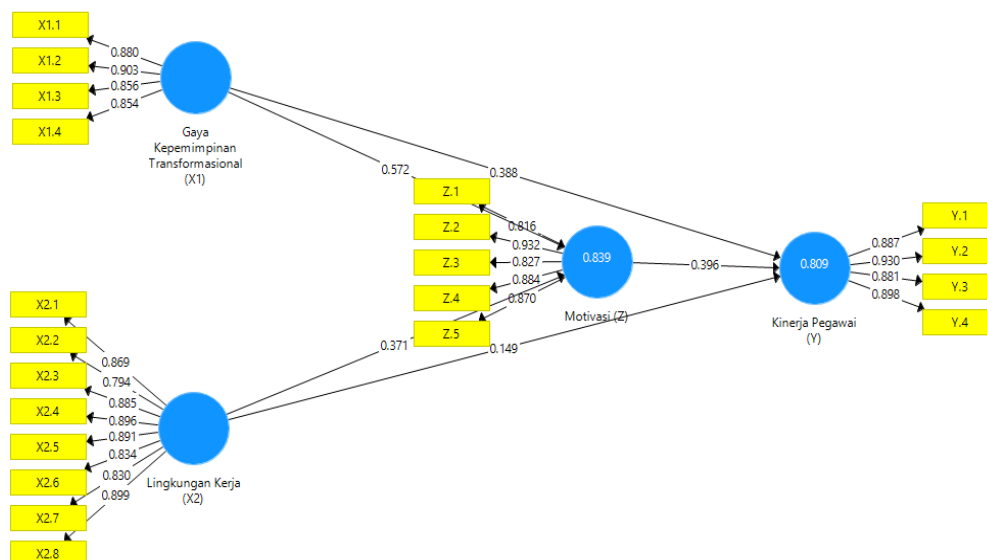 X1.1
X1.2
X1.3
X1.4
0.880
0.903
0.856
0.854
Gaya
Kepemimpinan
Transformasional
(X1)
0.572
0.388
Z.1
Z.2
Z.3
Z.4
Z.5
0.816
0.932
0.827
0.884
0.870
0.839
Motivasi (Z)
0.396
0.809
Kinerja Pegawai
(Y)
0.887
0.930
0.881
0.898
Y.1
Y.2
Y.3
Y.4
X2.1
X2.2
X2.3
X2.4
X2.5
X2.6
X2.7
X2.8
0.869
0.794
0.885
0.896
0.891
0.834
0.830
0.899
Lingkungan Kerja
(X2)
0.371
0.149